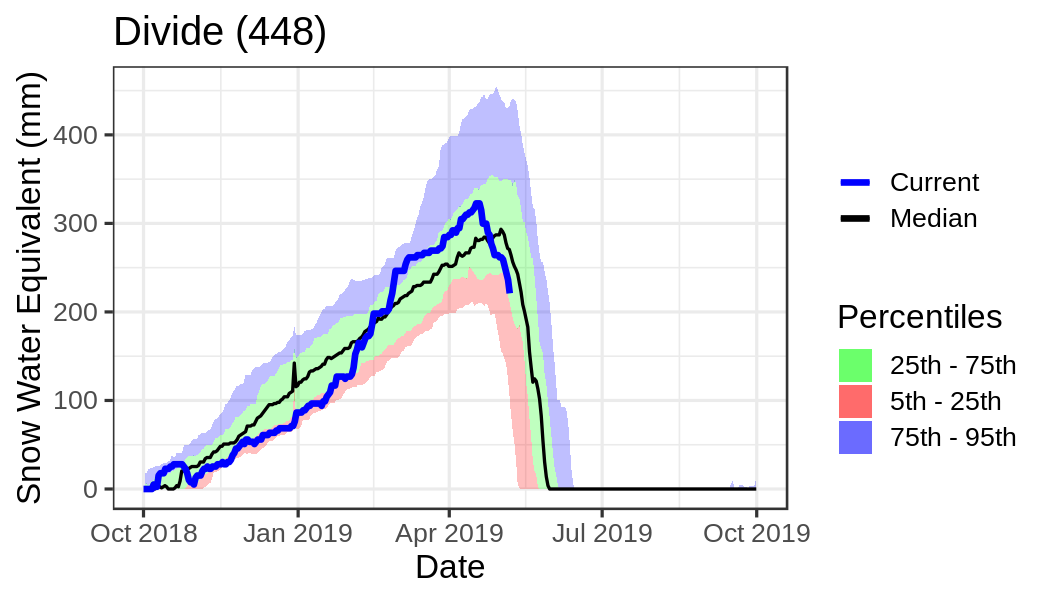 Divide (448)
Snow Water Equivalent (mm)
400
300
200
100
0
Oct 2018
Jan 2019
Apr 2019
Jul 2019
Oct 2019
Date
Current
Median
Percentiles
25th - 75th
5th - 25th
75th - 95th